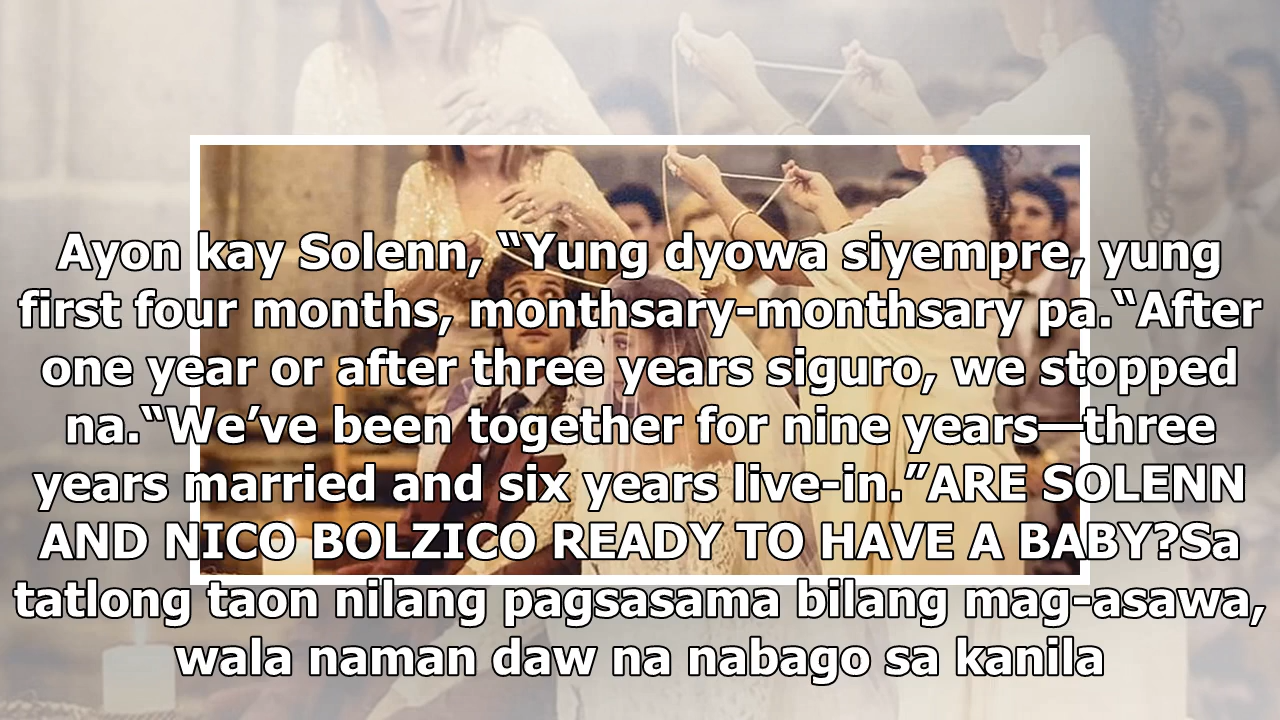 Ayon kay Solenn, “Yung dyowa siyempre, yung
first four months, monthsary-monthsary pa.“After
one year or after three years siguro, we stopped
na.“We’ve been together for nine years—three
years married and six years live-in.”ARE SOLENN
AND NICO BOLZICO READY TO HAVE A BABY?Sa
tatlong taon nilang pagsasama bilang mag-asawa,
wala naman daw na nabago sa kanila